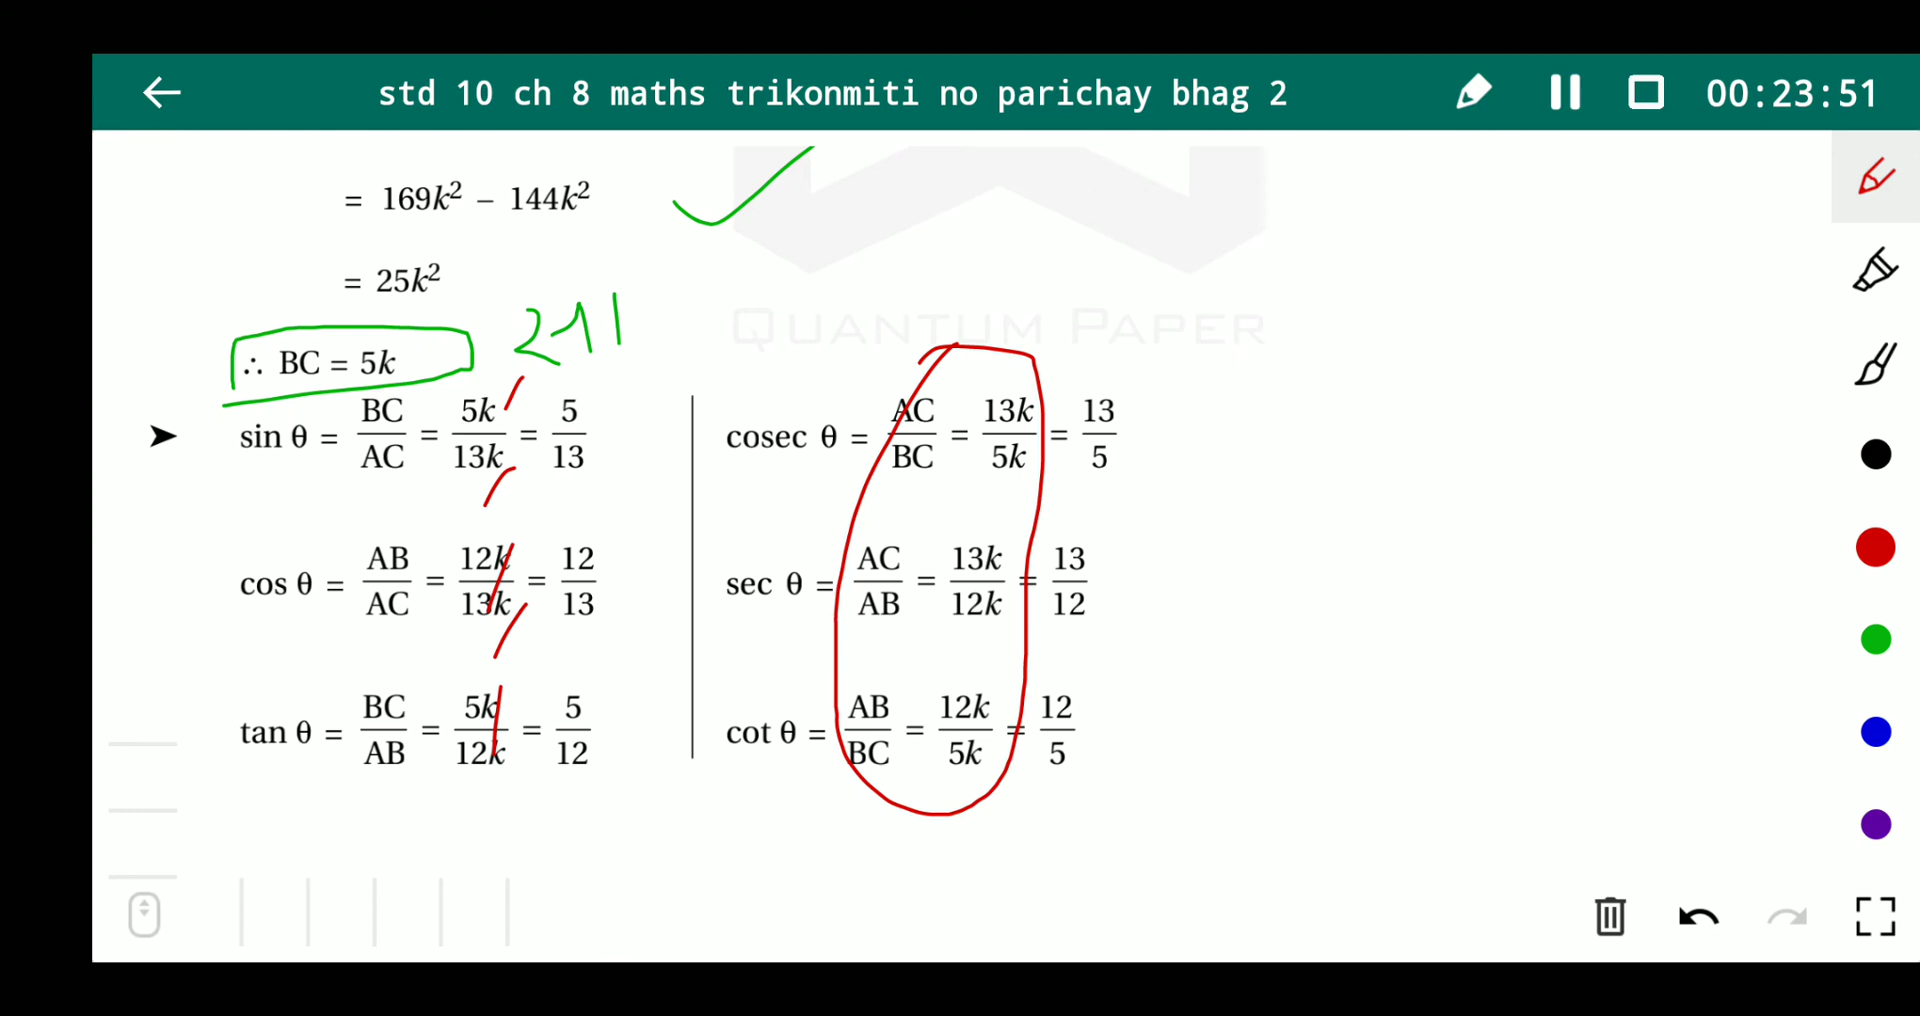 std 10 ch 8 maths trikonmiti no parichay bhag 2 00:23:51
= 169k² – 144k²
= 25k²
QUANTUM PAPER
∴ BC = 5k
➤ sin θ = BC/AC = 5k/13k = 5/13
cosec θ = AC/BC = 13k/5k = 13/5
cos θ = AB/AC = 12k/13k = 12/13
sec θ = AC/AB = 13k/12k = 13/12
tan θ = BC/AB = 5k/12k = 5/12
cot θ = AB/BC = 12k/5k = 12/5